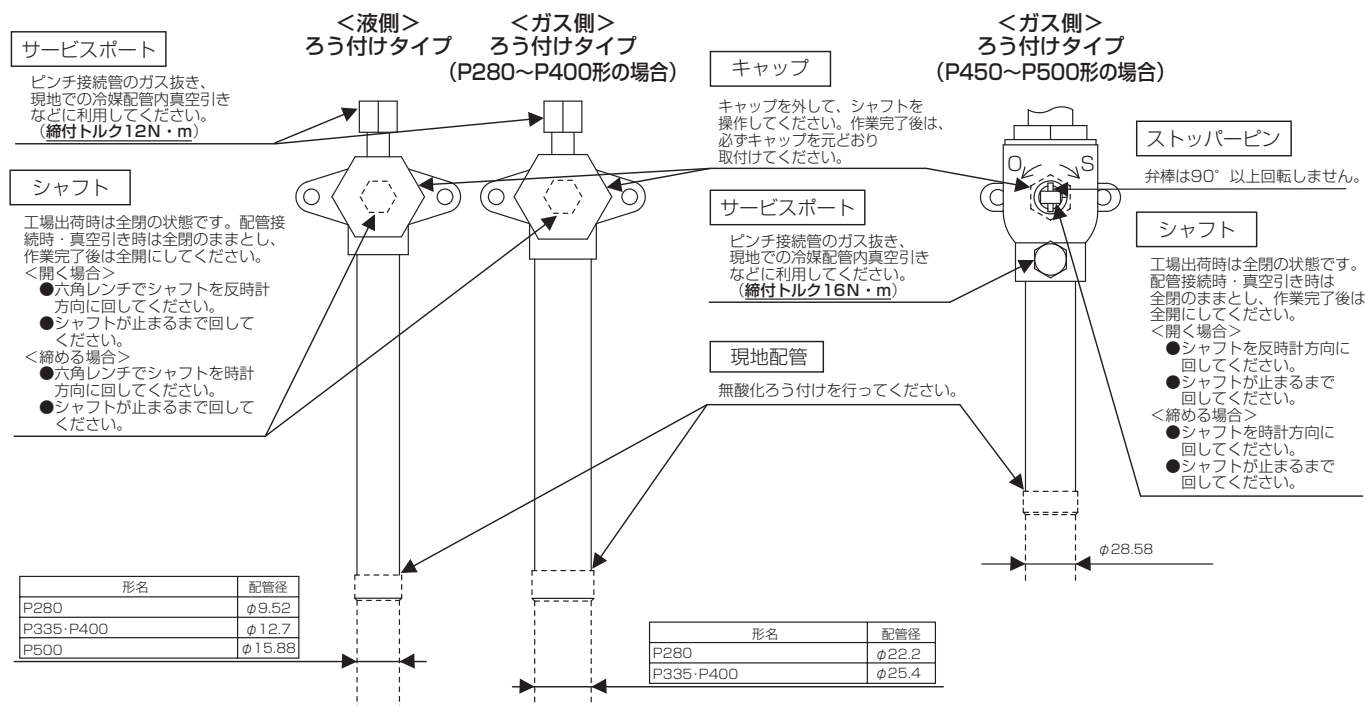 ＜液側＞
ろう付けタイプ
＜ガス側＞
ろう付けタイプ
(P280～P400形の場合)
＜ガス側＞
ろう付けタイプ
(P450～P500形の場合)
サービスポート
ピンチ接続管のガス抜き、
現地での冷媒配管内真空引き
などに利用してください。
(締付トルク12N・m)
シャフト
工場出荷時は全閉の状態です。配管接
続時・真空引き時は全閉のままとし、
作業完了後は全開にしてください。
＜開く場合＞
●六角レンチでシャフトを反時計
方向に回してください。
●シャフトが止まるまで回して
ください。
＜締める場合＞
●六角レンチでシャフトを時計
方向に回してください。
●シャフトが止まるまで回して
ください。
キャップ
キャップを外して、シャフトを
操作してください。作業完了後は、
必ずキャップを元どおり
取付けてください。
サービスポート
ピンチ接続管のガス抜き、
現地での冷媒配管内真空引き
などに利用してください。
(締付トルク16N・m)
現地配管
無酸化ろう付けを行ってください。
O S
ストッパーピン
弁棒は90°以上回転しません。
シャフト
工場出荷時は全閉の状態です。
配管接続時・真空引き時は
全閉のままとし、作業完了後は
全開にしてください。
＜開く場合＞
●シャフトを反時計方向に
回してください。
●シャフトが止まるまで
回してください。
＜締める場合＞
●シャフトを時計方向に
回してください。
●シャフトが止まるまで
回してください。
φ28.58
形名 配管径
P280 φ9.52
P335・P400 φ12.7
P500 φ15.88
形名 配管径
P280 φ22.2
P335・P400 φ25.4